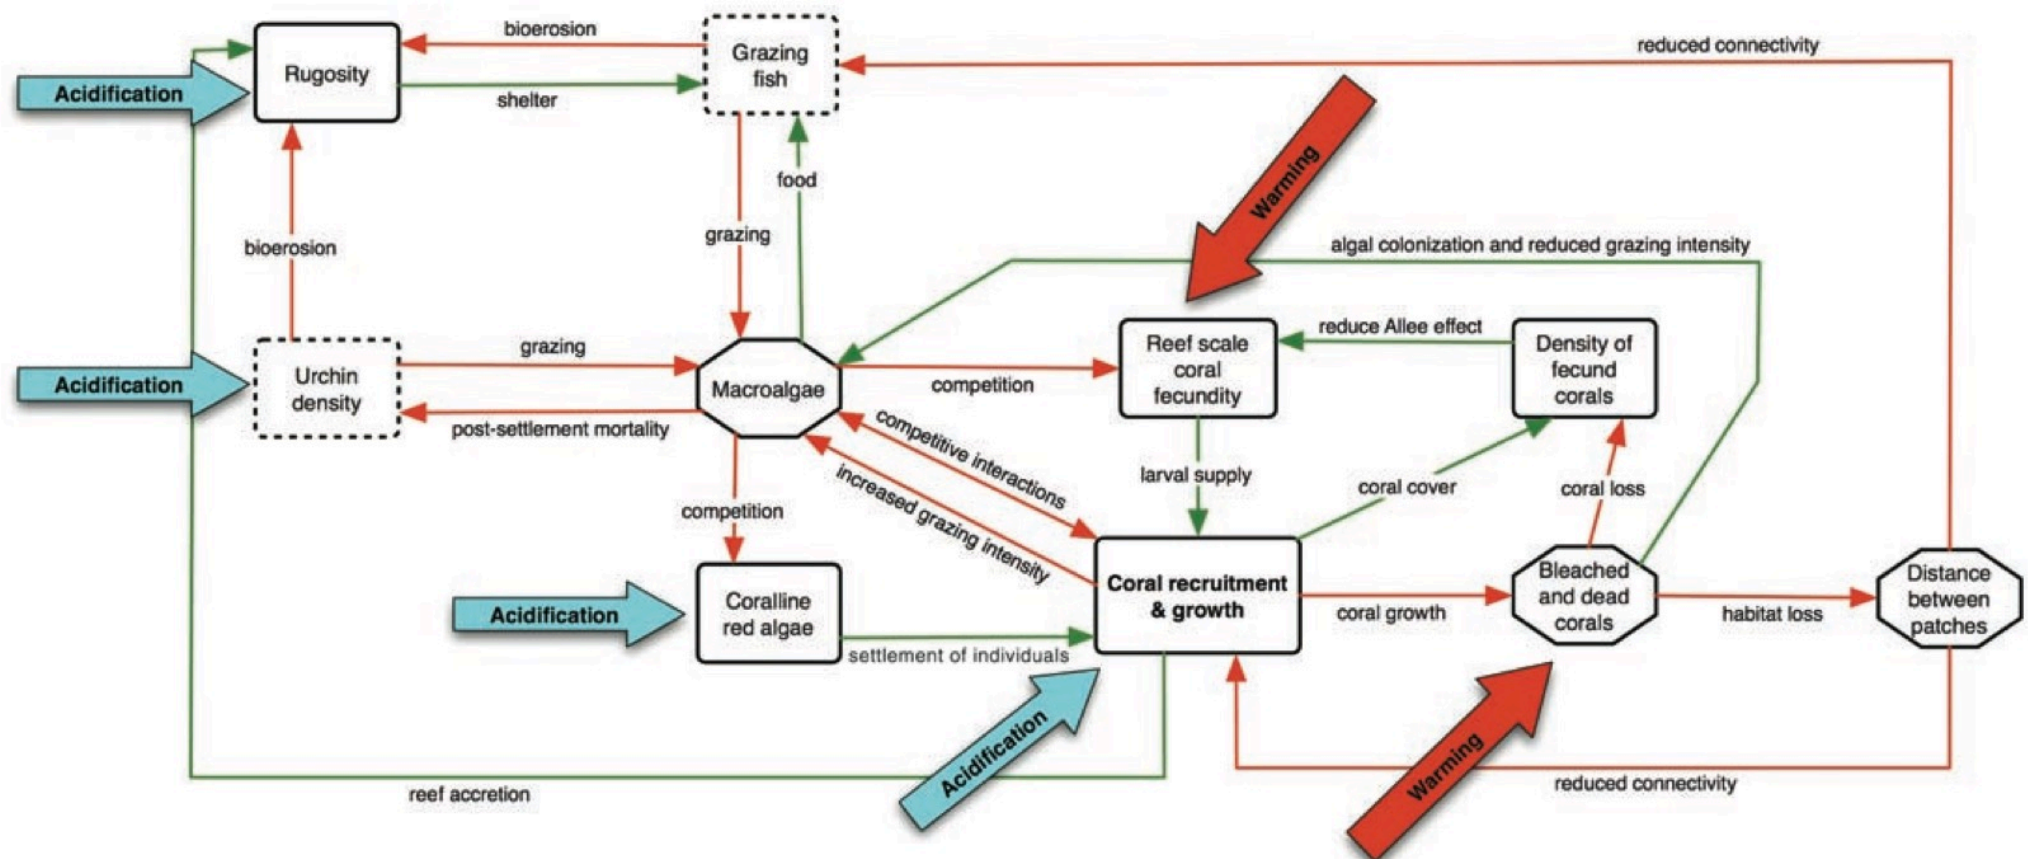 bioerosion
Grazing
fish
reduced connectivity
Rugosity
Acidification
shelter
Warming
food
grazing
bioerosion
algal colonization and reduced grazing intensity
reduce Allee effect
Reef scale
coral
fecundity
Density of
fecund
corals
grazing
Acidification
Urchin
density
Macroalgae
competition
post-settlement mortality
competitive interactions
increased grazing intensity
larval supply
coral cover
coral loss
competition
Coralline
red algae
Acidification
settlement of individuals
Coral recruitment
& growth
coral growth
Bleached
and dead
corals
habitat loss
Distance
between
patches
Acidification
Warming
reduced connectivity
reef accretion